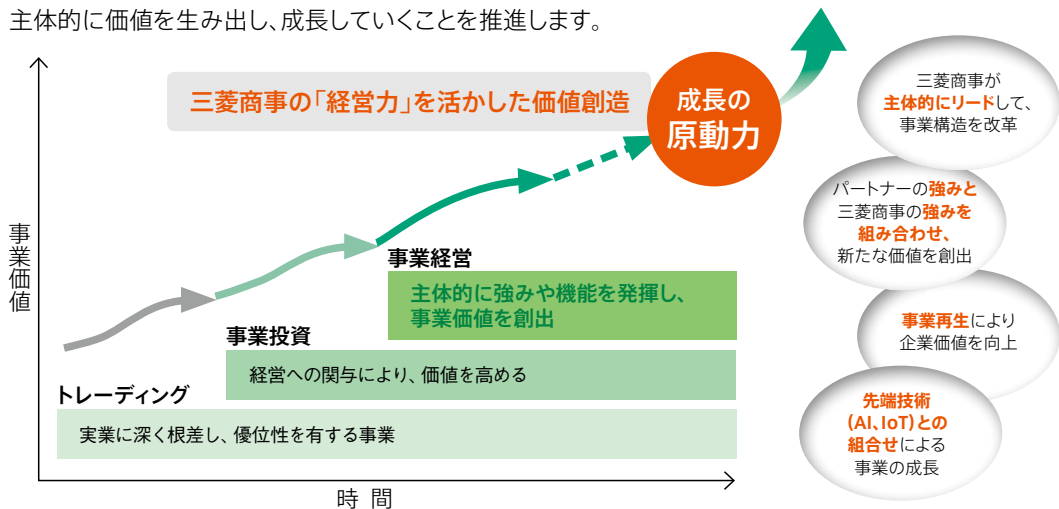 主体的に価値を生み出し、成長していくことを推進します。
三菱商事の「経営力」を活かした価値創造
成長の
原動力
三菱商事が
主体的にリードして、
事業構造を改革
パートナーの強みと
三菱商事の強みを
組み合わせ、
新たな価値を創出
事業再生により
企業価値を向上
先端技術
(AI、IoT)との
組合せによる
事業の成長
事業価値
事業経営
主体的に強みや機能を発揮し、
事業価値を創出
事業投資
経営への関与により、価値を高める
トレーディング
実業に深く根差し、優位性を有する事業
時 間